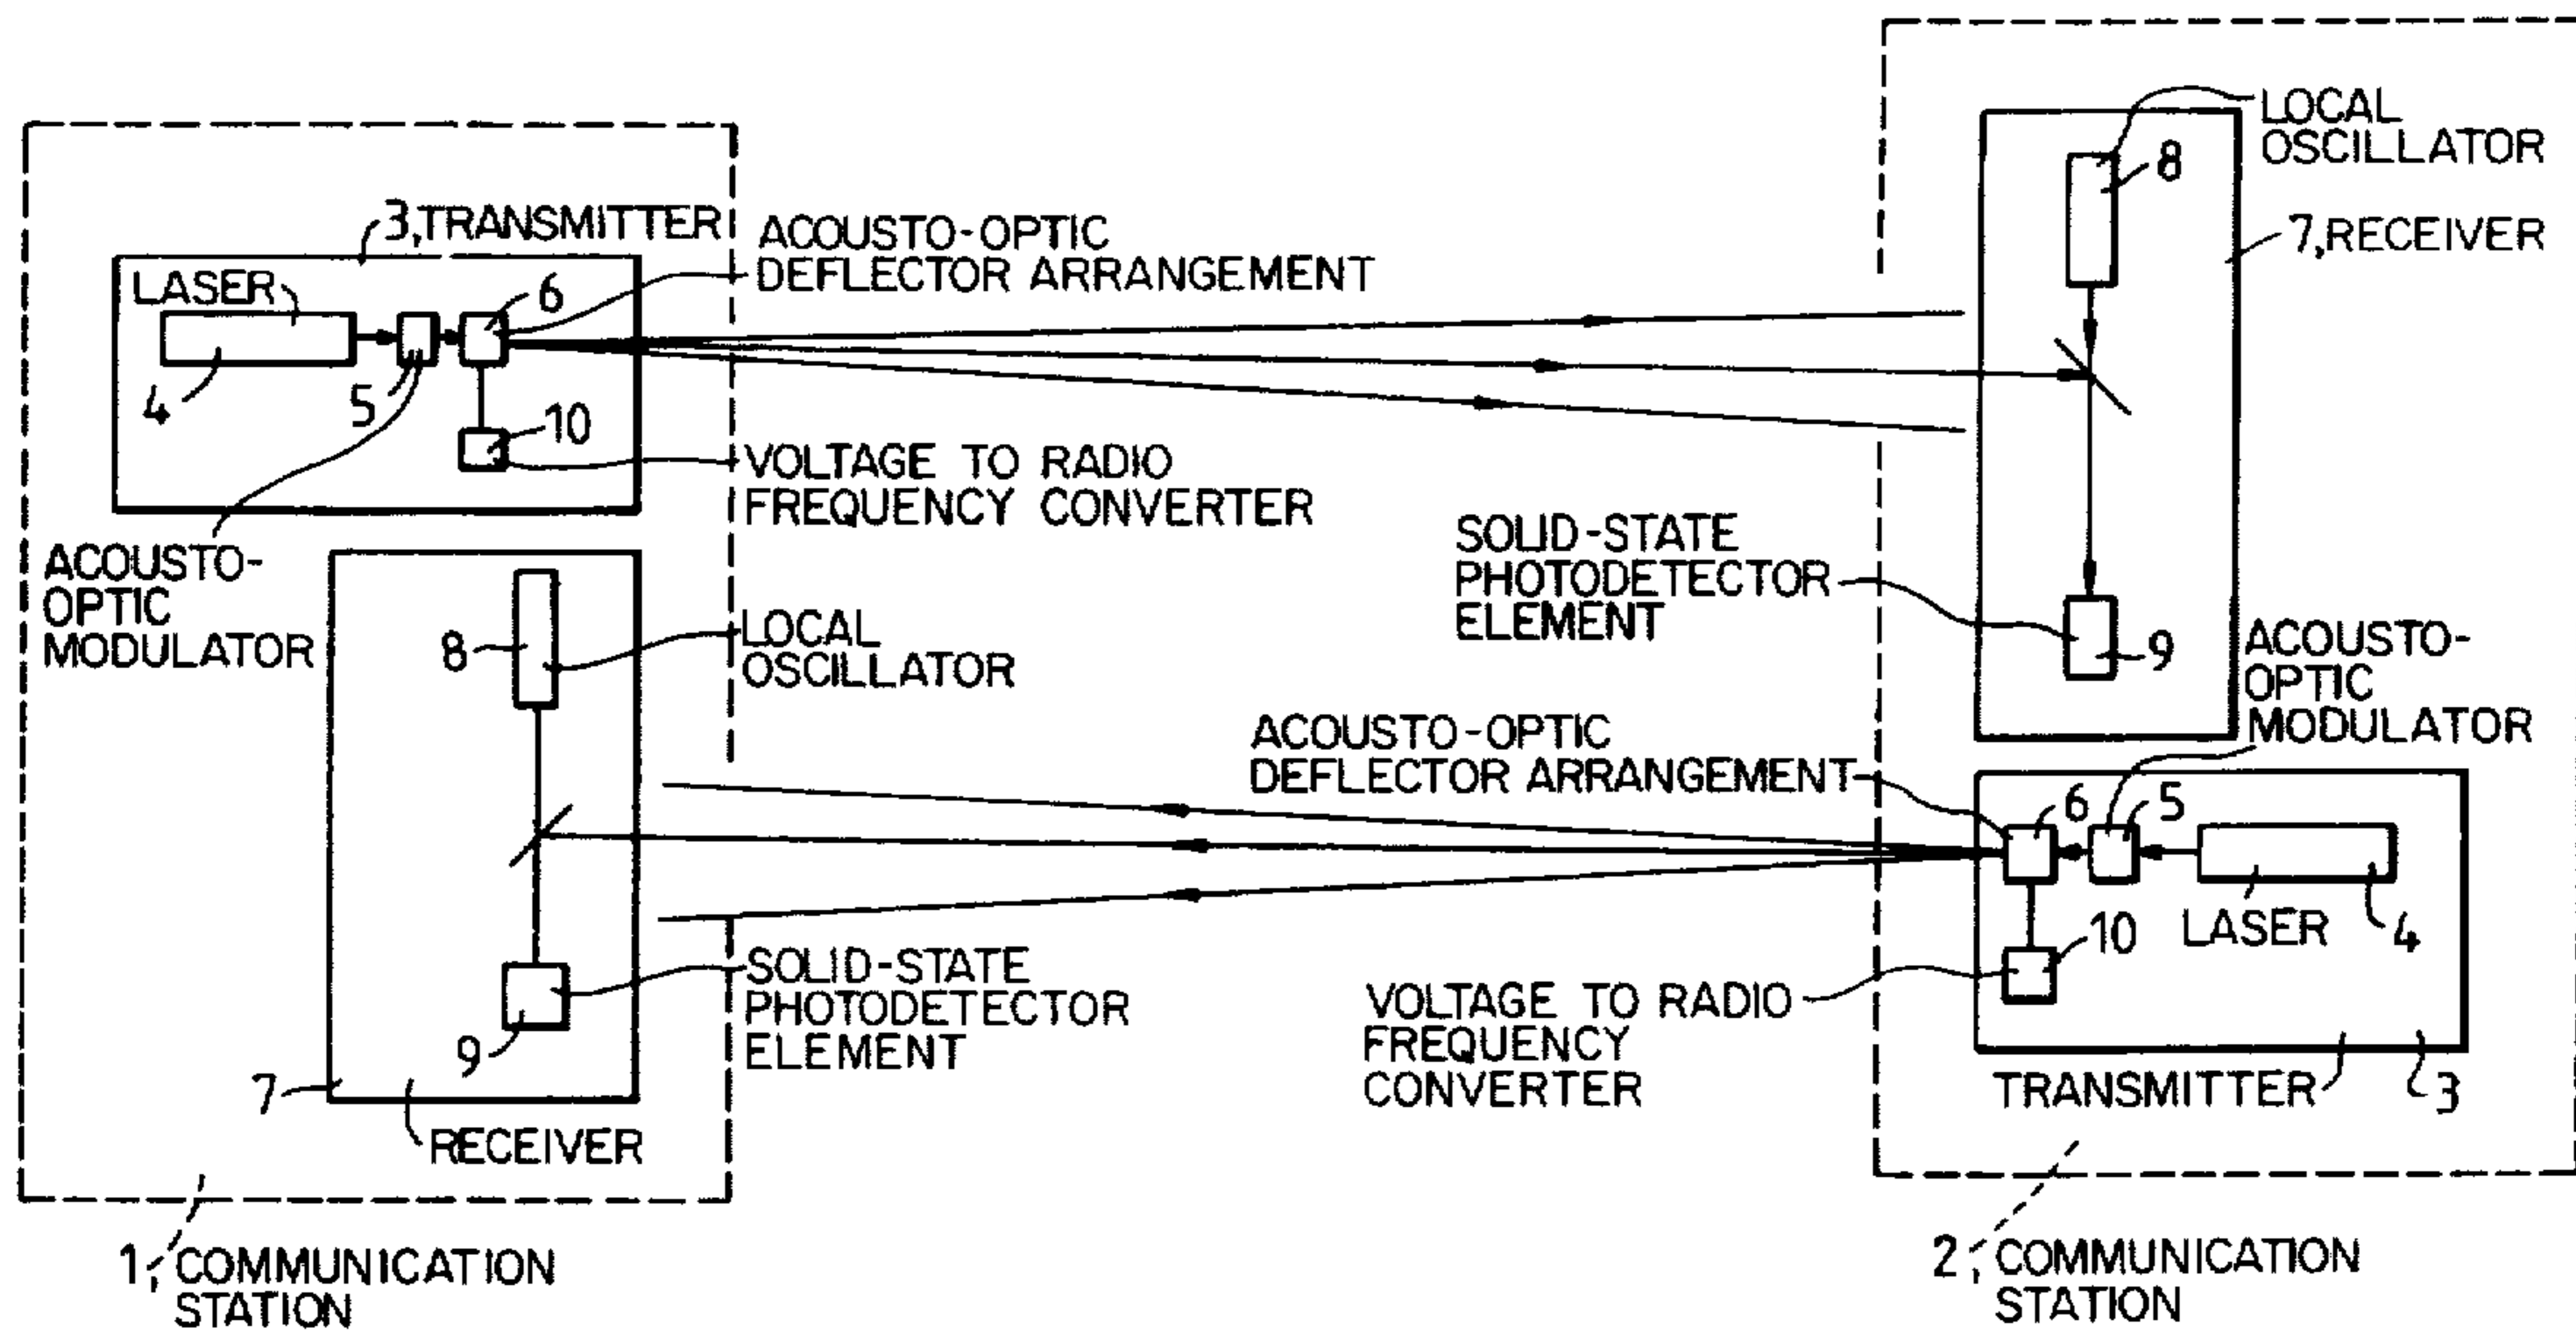 3, TRANSMITTER
LASER
4
5
6
10
ACOUSTO-OPTIC
DEFLECTOR ARRANGEMENT
VOLTAGE TO RADIO
FREQUENCY CONVERTER
ACOUSTO-
OPTIC
MODULATOR
8
LOCAL
OSCILLATOR
9
SOLID-STATE
PHOTODETECTOR
ELEMENT
7
RECEIVER
1, COMMUNICATION
STATION
LOCAL
OSCILLATOR
8
7, RECEIVER
SOLID-STATE
PHOTODETECTOR
ELEMENT
9
ACOUSTO-
OPTIC
MODULATOR
ACOUSTO-OPTIC
DEFLECTOR ARRANGEMENT
6
5
LASER
4
10
VOLTAGE TO RADIO
FREQUENCY
CONVERTER
TRANSMITTER
3
2, COMMUNICATION
STATION